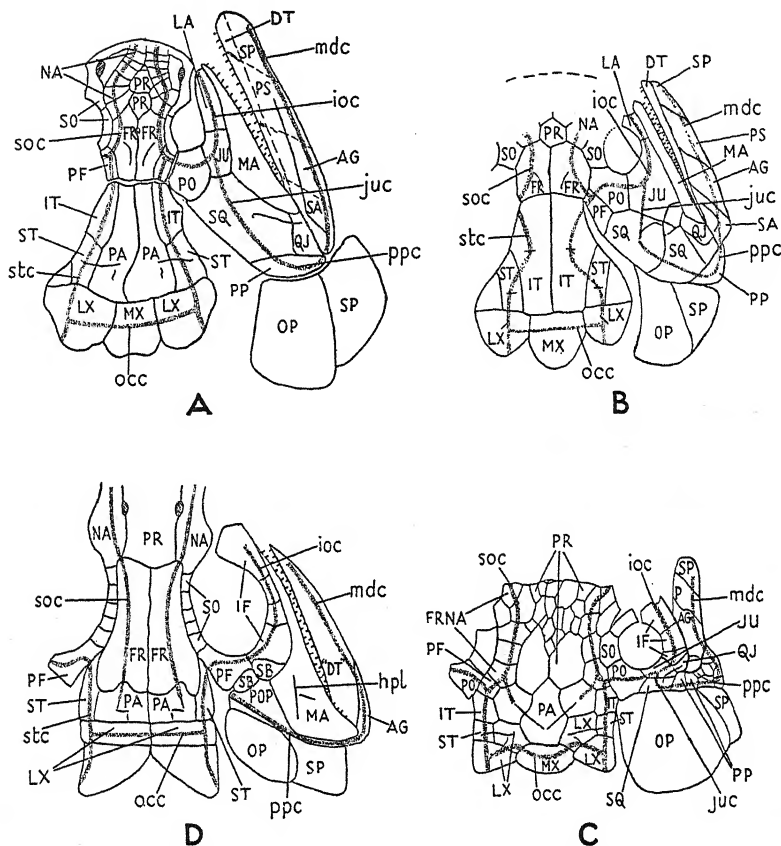 LA
DT
SP
mdc
NA
PR
PR
PS
ioc
SO
soc
FR
FR
PF
JU
MA
AG
juc
PO
IT
IT
SQ
SA
ST
PA
PA
ST
QJ
ppc
stc
PP
LX
MX
LX
SP
OP
occ
A
LA
DT
SP
ioc
mdc
NA
PR
SO
SO
PS
MA
AG
soc
FR
FR
PO
JU
juc
PF
SA
stc
SQ
SQ
QJ
ppc
ST
IT
IT
ST
PP
LX
LX
MX
OP
SP
occ
B
NA
PR
ioc
soc
SO
IF
mdc
FR
FR
PF
PF
SB
DT
hpl
SB
ST
PA
PA
POP
MA
AG
stc
LX
OP
SP
occ
ST
ppc
D
PR
soc
ioc
SP
P
mdc
FRNA
IF
AG
JU
PF
SO
QJ
PO
PO
ppc
IT
PA
IT
SP
ST
LX
ST
OP
LX
MX
LX
PP
occ
SQ
juc
C